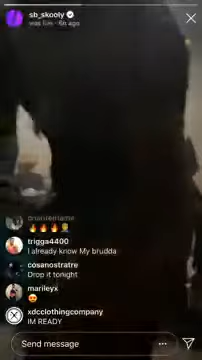 sb_skooly
was live · 6h ago
trigga4400
I already know My brudda
cosanostratre
Drop it tonight
marileyx
😍
xdcclothingcompany
IM READY
Send message